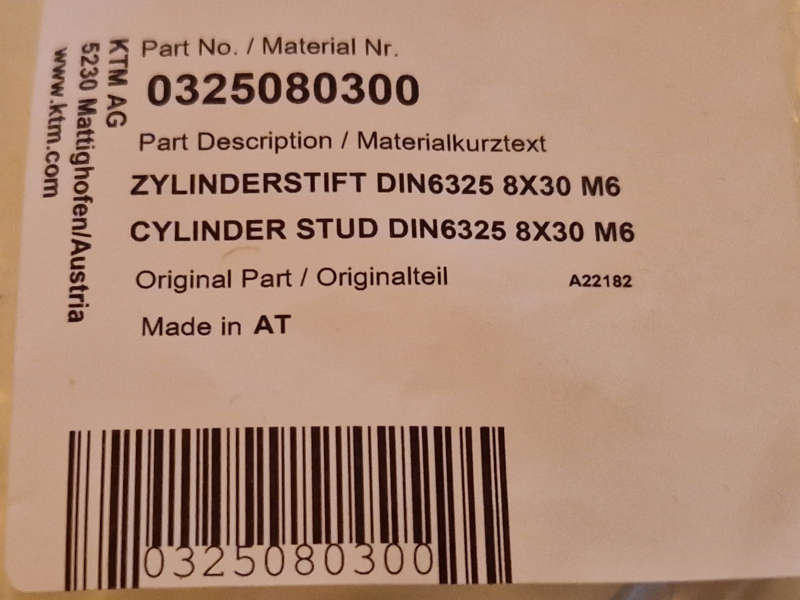 KTM AG
5230 Mattighofen/Austria
www.ktm.com
Part No. / Material Nr.
0325080300
Part Description / Materialkurztext
ZYLINDERSTIFT DIN6325 8X30 M6
CYLINDER STUD DIN6325 8X30 M6
Original Part / Originalteil A22182
Made in AT
0325080300